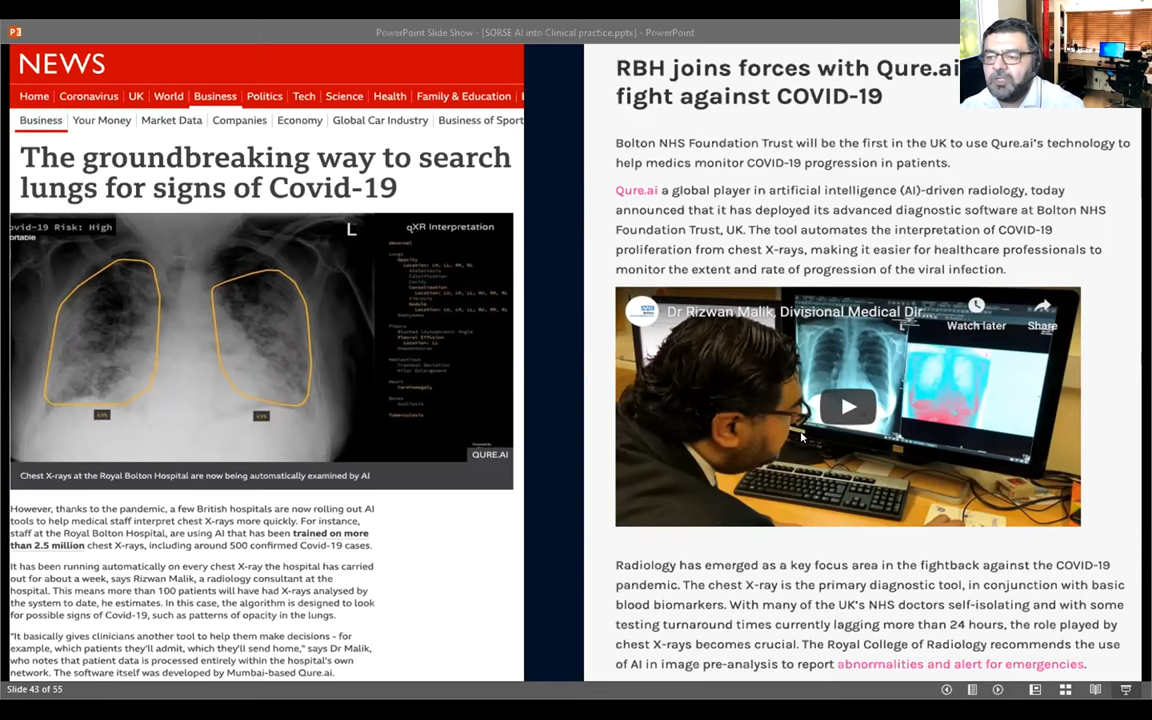 PowerPoint Slide Show - [SORSE AI into Clinical practice.pptx] - PowerPoint
NEWS
Home Coronavirus UK World Business Politics Tech Science Health Family & Education
Business Your Money Market Data Companies Economy Global Car Industry Business of Sport
The groundbreaking way to search
lungs for signs of Covid-19
ovid-19 Risk: High
ortable
L
qXR Interpretation
Abnormal
Lungs
Opacity
Consolidation
Nodule
Pleural Effusion
Cardiomegaly
Tuberculosis
QURE.AI
Chest X-rays at the Royal Bolton Hospital are now being automatically examined by AI
However, thanks to the pandemic, a few British hospitals are now rolling out AI
tools to help medical staff interpret chest X-rays more quickly. For instance,
staff at the Royal Bolton Hospital, are using AI that has been trained on more
than 2.5 million chest X-rays, including around 500 confirmed Covid-19 cases.
It has been running automatically on every chest X-ray the hospital has carried
out for about a week, says Rizwan Malik, a radiology consultant at the
hospital. This means more than 100 patients will have had X-rays analysed by
the system to date, he estimates. In this case, the algorithm is designed to look
for possible signs of Covid-19, such as patterns of opacity in the lungs.
"It basically gives clinicians another tool to help them make decisions - for
example, which patients they'll admit, which they'll send home," says Dr Malik,
who notes that patient data is processed entirely within the hospital's own
network. The software itself was developed by Mumbai-based Qure.ai.
RBH joins forces with Qure.ai
fight against COVID-19
Bolton NHS Foundation Trust will be the first in the UK to use Qure.ai's technology to
help medics monitor COVID-19 progression in patients.
Qure.ai a global player in artificial intelligence (AI)-driven radiology, today
announced that it has deployed its advanced diagnostic software at Bolton NHS
Foundation Trust, UK. The tool automates the interpretation of COVID-19
proliferation from chest X-rays, making it easier for healthcare professionals to
monitor the extent and rate of progression of the viral infection.
Dr Rizwan Malik, Divisional Medical Dir...
Watch later
Share
Radiology has emerged as a key focus area in the fightback against the COVID-19
pandemic. The chest X-ray is the primary diagnostic tool, in conjunction with basic
blood biomarkers. With many of the UK's NHS doctors self-isolating and with some
testing turnaround times currently lagging more than 24 hours, the role played by
chest X-rays becomes crucial. The Royal College of Radiology recommends the use
of AI in image pre-analysis to report abnormalities and alert for emergencies.
Slide 43 of 55